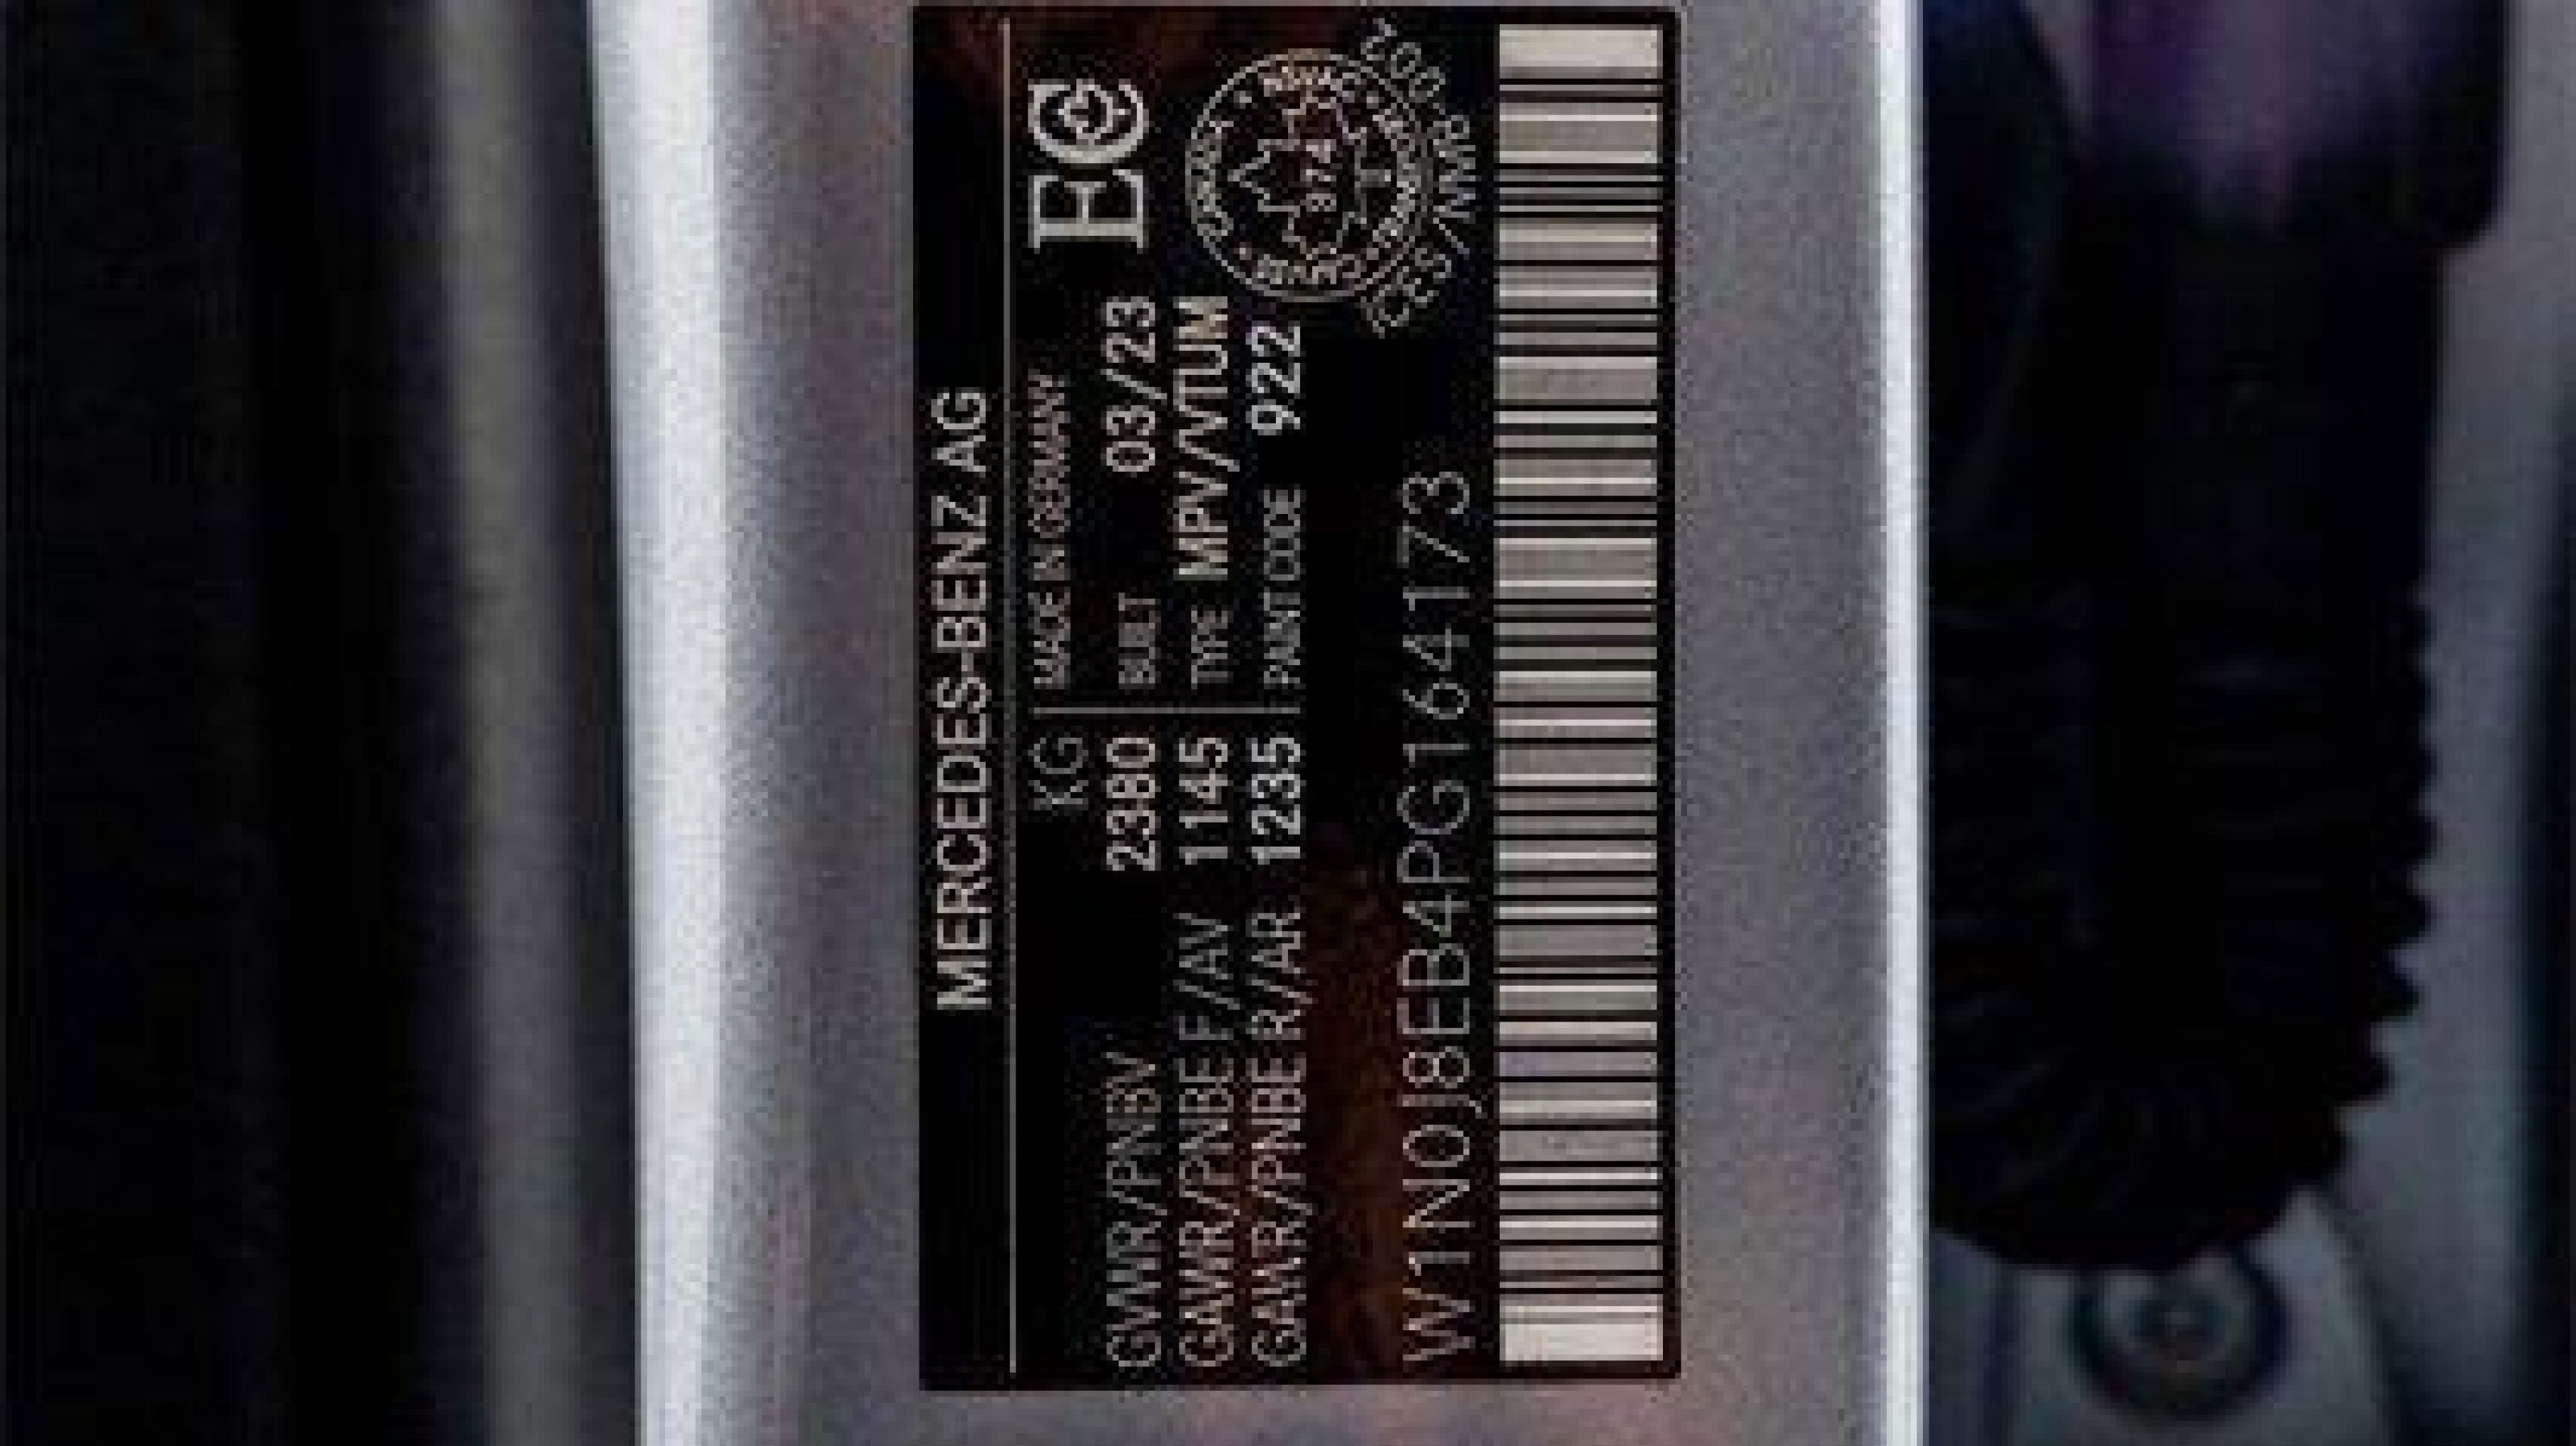 MERCEDES-BENZ AG
KG
GVWR/PNBV 2380
GAWR/PNBE F/AV 1145
GAWR/PNBE R/AR 1235
MADE IN GERMANY
BUILT 03/23
TYPE MPV/VTUM
PAINT CODE 922
974
W1N0J8EB4PG164173